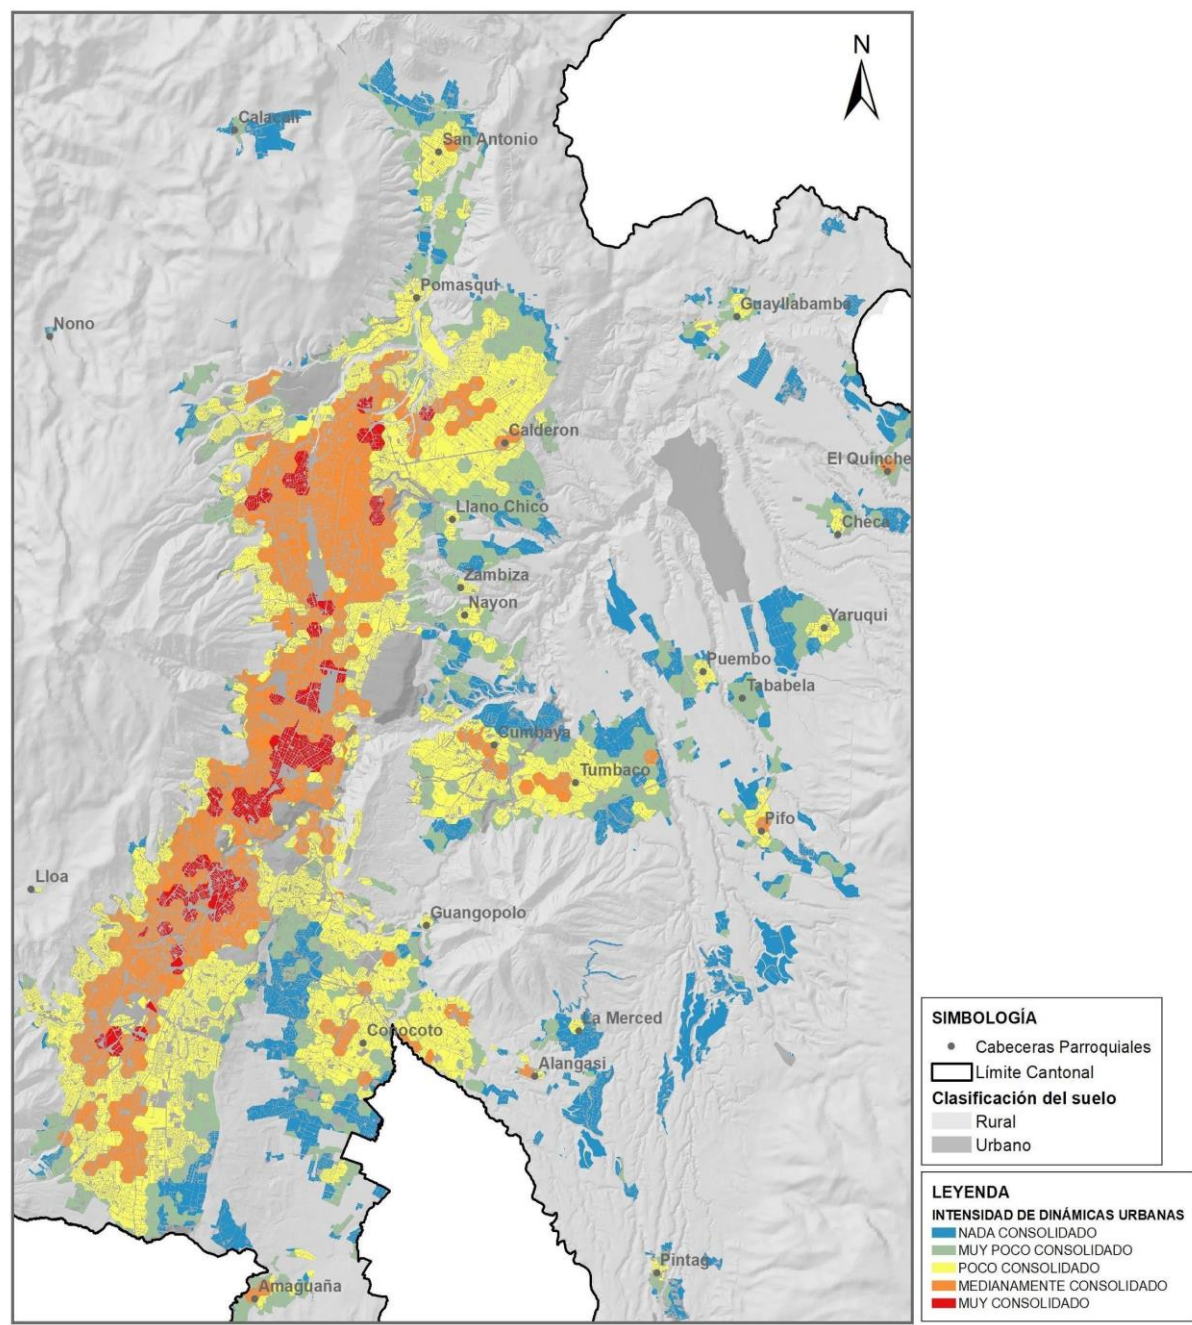 N
Calacali
San Antonio
Pomasqui
Guayllabamba
Nono
Calderon
El Quinche
Llano Chico
Checa
Zambiza
Nayon
Yaruqui
Puembo
Tababela
Cumbaya
Tumbaco
Pifo
Lloa
Guangopolo
La Merced
Conocoto
Alangasi
Pintag
Amaguaña
SIMBOLOGÍA
Cabeceras Parroquiales
Límite Cantonal
Clasificación del suelo
Rural
Urbano
LEYENDA
INTENSIDAD DE DINÁMICAS URBANAS
NADA CONSOLIDADO
MUY POCO CONSOLIDADO
POCO CONSOLIDADO
MEDIANAMENTE CONSOLIDADO
MUY CONSOLIDADO